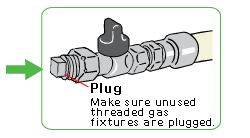 Plug
Make sure unused
threaded gas
fixtures are plugged.